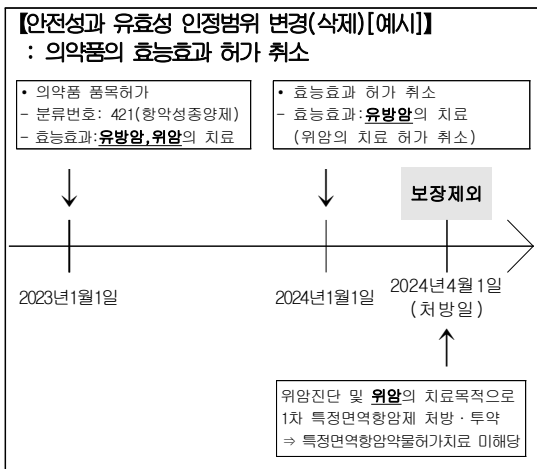 【안전성과 유효성 인정범위 변경(삭제)[예시]】
: 의약품의 효능효과 허가 취소
• 의약품 품목허가
- 분류번호: 421(항악성종양제)
- 효능효과:유방암,위암의 치료
• 효능효과 허가 취소
- 효능효과:유방암의 치료
(위암의 치료 허가 취소)
보장제외
2023년1월1일
2024년1월1일
2024년4월1일
(처방일)
위암진단 및 위암의 치료목적으로
1차 특정면역항암제 처방·투약
⇒ 특정면역항암약물허가치료 미해당